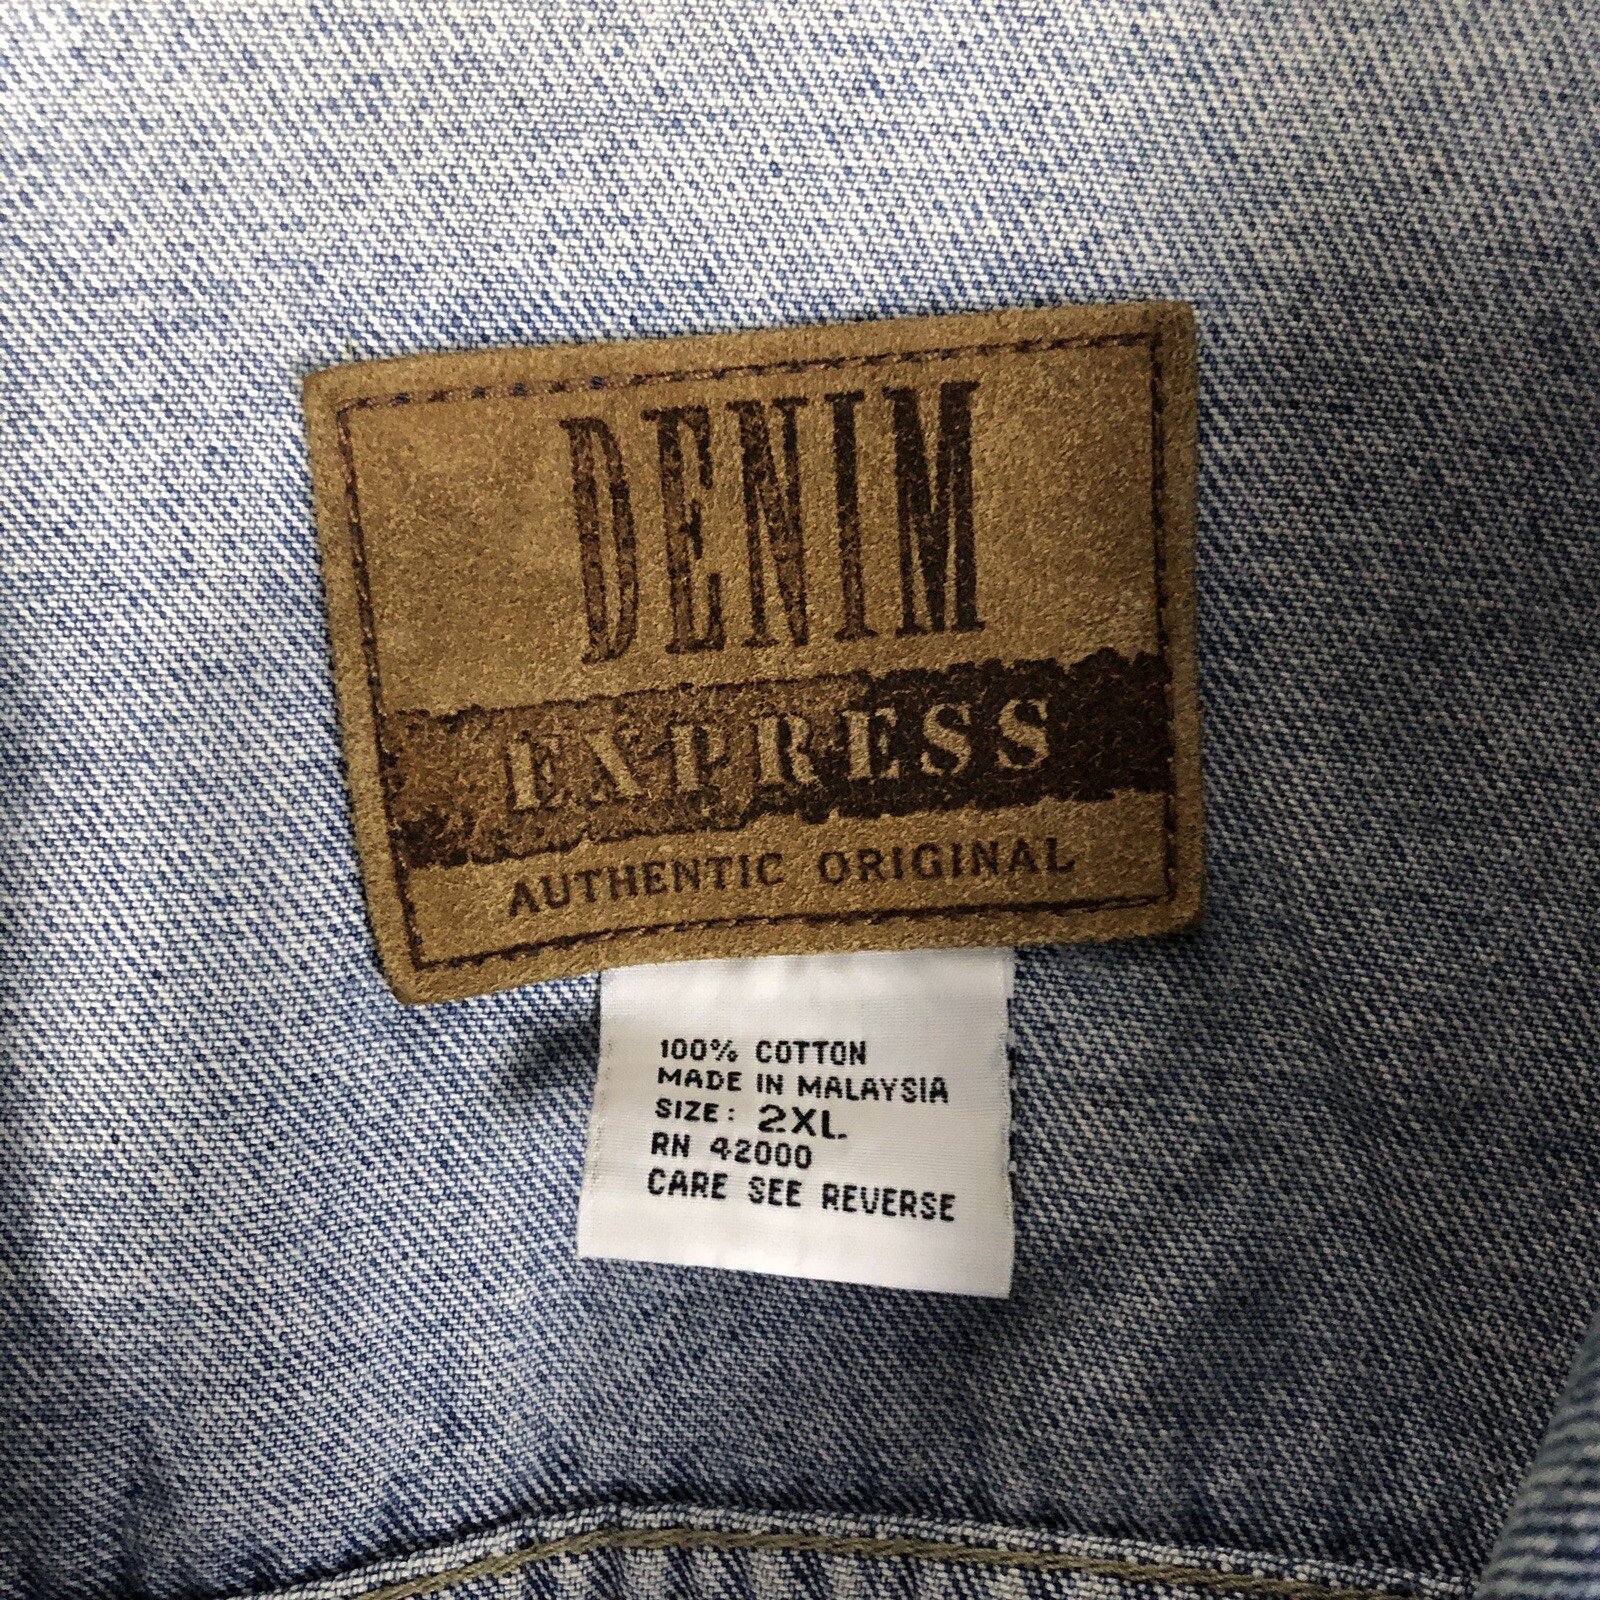 DENIM
EXPRESS
AUTHENTIC ORIGINAL
100% COTTON
MADE IN MALAYSIA
SIZE: 2XL
RN 42000
CARE SEE REVERSE